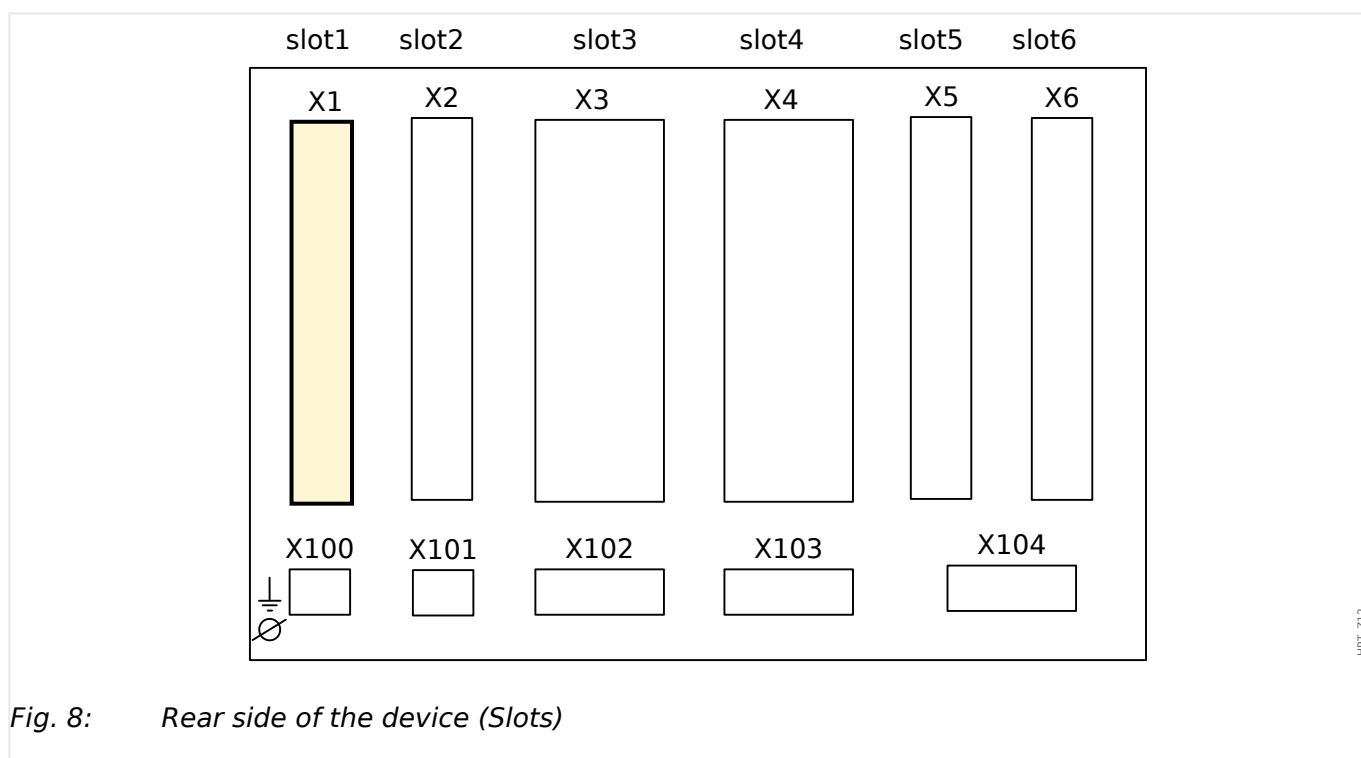 slot1 slot2 slot3 slot4 slot5 slot6
X1 X2 X3 X4 X5 X6
X100 X101 X102 X103 X104
Fig. 8: Rear side of the device (Slots)